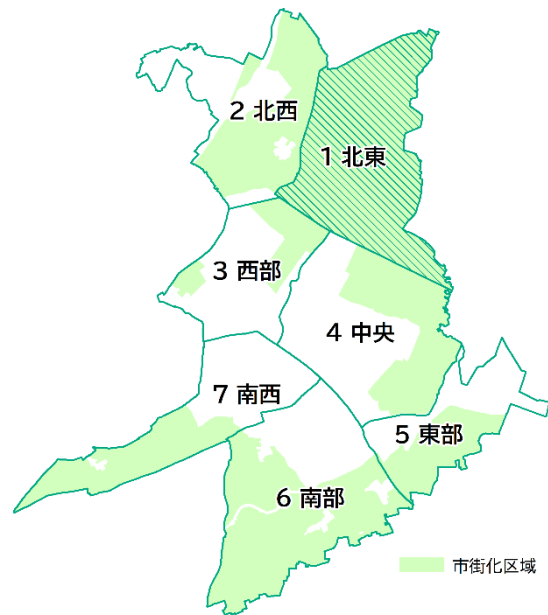 2 北西
1 北東
3 西部
4 中央
7 南西
5 東部
6 南部
市街化区域